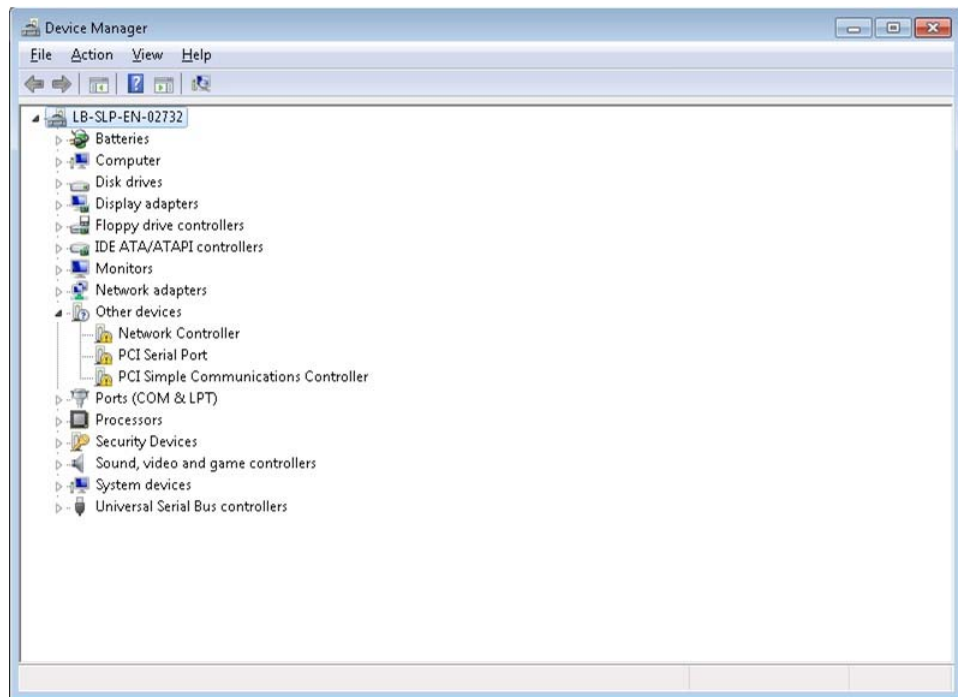 Device Manager
File Action View Help
LB-SLP-EN-02732
Batteries
Computer
Disk drives
Display adapters
Floppy drive controllers
IDE ATA/ATAPI controllers
Monitors
Network adapters
Other devices
Network Controller
PCI Serial Port
PCI Simple Communications Controller
Ports (COM & LPT)
Processors
Security Devices
Sound, video and game controllers
System devices
Universal Serial Bus controllers